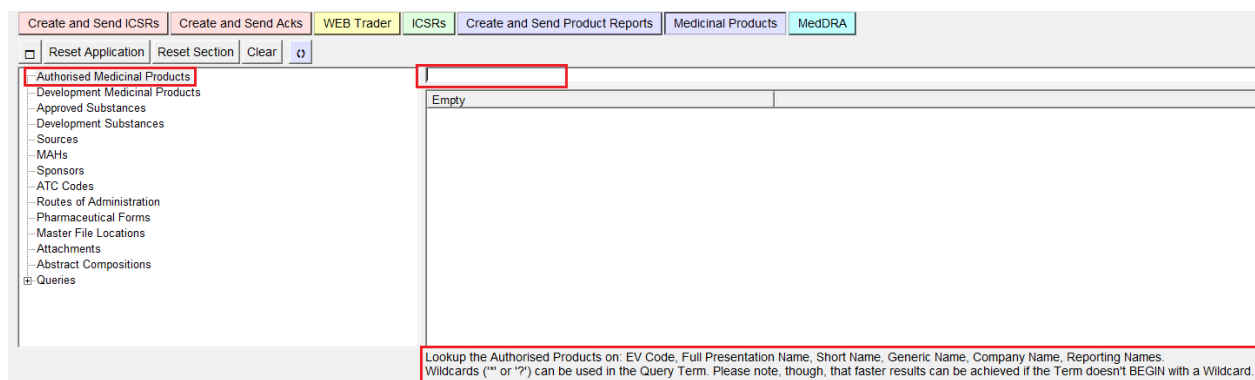 Create and Send ICSRs Create and Send Acks WEB Trader ICSRs Create and Send Product Reports Medicinal Products MedDRA
Reset Application Reset Section Clear
Authorised Medicinal Products
Development Medicinal Products
Approved Substances
Development Substances
Sources
MAHs
Sponsors
ATC Codes
Routes of Administration
Pharmaceutical Forms
Master File Locations
Attachments
Abstract Compositions
Queries
Empty
Lookup the Authorised Products on: EV Code, Full Presentation Name, Short Name, Generic Name, Company Name, Reporting Names.
Wildcards ('*' or '?') can be used in the Query Term. Please note, though, that faster results can be achieved if the Term doesn't BEGIN with a Wildcard.